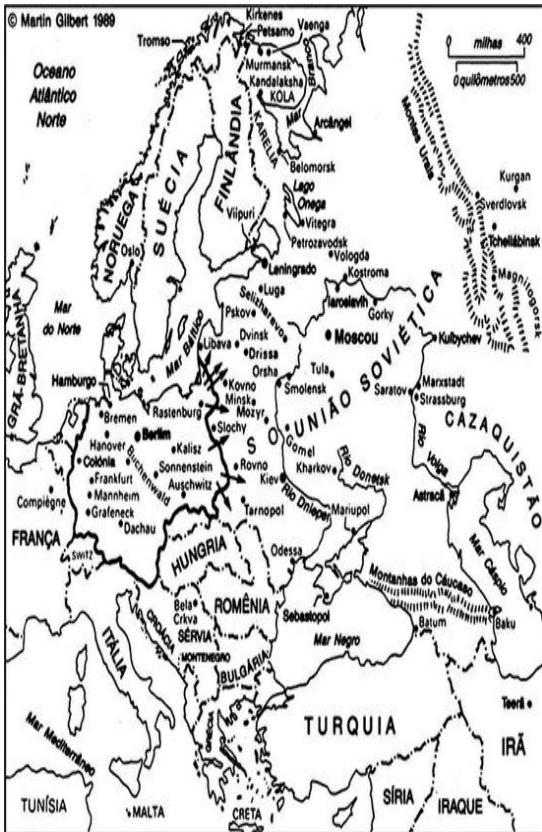 © Martin Gilbert 1989
Kirkenes
Petsamo
Vaenga
Tromso
Murmansk
Kandalaksha
KOLA
Mar
Branco
Oceano
Atlântico
Norte
0
milhas
400
0 quilômetros 500
Montes Urais
Kurgan
Sverdlovsk
Tcheliábinsk
Magnitogorsk
Arcângel
KARELIA
Belomorsk
Lago
Onega
Vitegra
Petrozavodsk
NORUEGA
SUÉCIA
FINLÂNDIA
Oslo
Viipuri
Leningrado
Vologda
Kostroma
Luga
Iaroslavlh
Gorky
Selizharevo
Pskov
Moscou
Kuibychev
Mar
do Norte
Mar Báltico
Libava
Dvinsk
Drissa
Orsha
Tula
Smolensk
GRÃ-BRETANHA
Hamburgo
Kovno
Minsk
Rastenburg
Mozyr
UNIÃO SOVIÉTICA
Saratov
Marxstadt
Strassburg
Bremen
Berlim
Slochy
Gomel
CAZAQUISTÃO
Hanover
Kalisz
Colônia
Buchenwald
Sonnenstein
Rovno
Kiev
Kharkov
Rio Donetsk
Rio
Volga
Frankfurt
Auschwitz
Mannheim
Compiègne
Grafeneck
Tarnopol
Rio Dnieper
Mariupol
Astracã
FRANÇA
Dachau
SWITZ
HUNGRIA
Odessa
Mar Cáspio
Montanhas do Cáucaso
ROMÊNIA
Bela
Crkva
CROÁCIA
SÉRVIA
MONTENEGRO
Sebastopol
Batum
Baku
ITÁLIA
BULGÁRIA
Mar Negro
Teerã
GRÉCIA
TURQUIA
IRÃ
Mar Mediterrâneo
TUNÍSIA
MALTA
CRETA
SÍRIA
IRAQUE